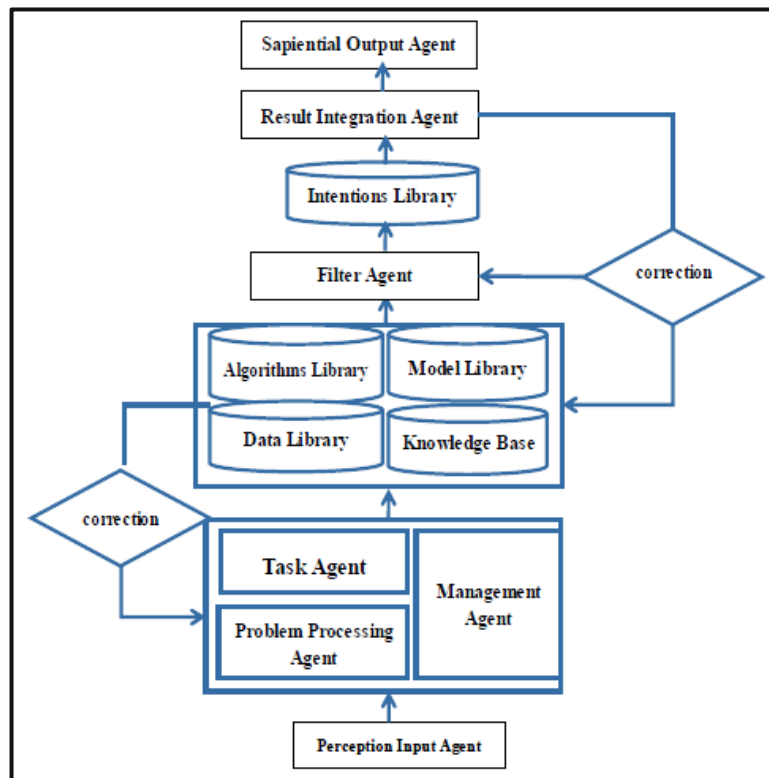 Sapiential Output Agent
Result Integration Agent
Intentions Library
Filter Agent
correction
Algorithms Library
Model Library
Data Library
Knowledge Base
correction
Task Agent
Management
Agent
Problem Processing
Agent
Perception Input Agent